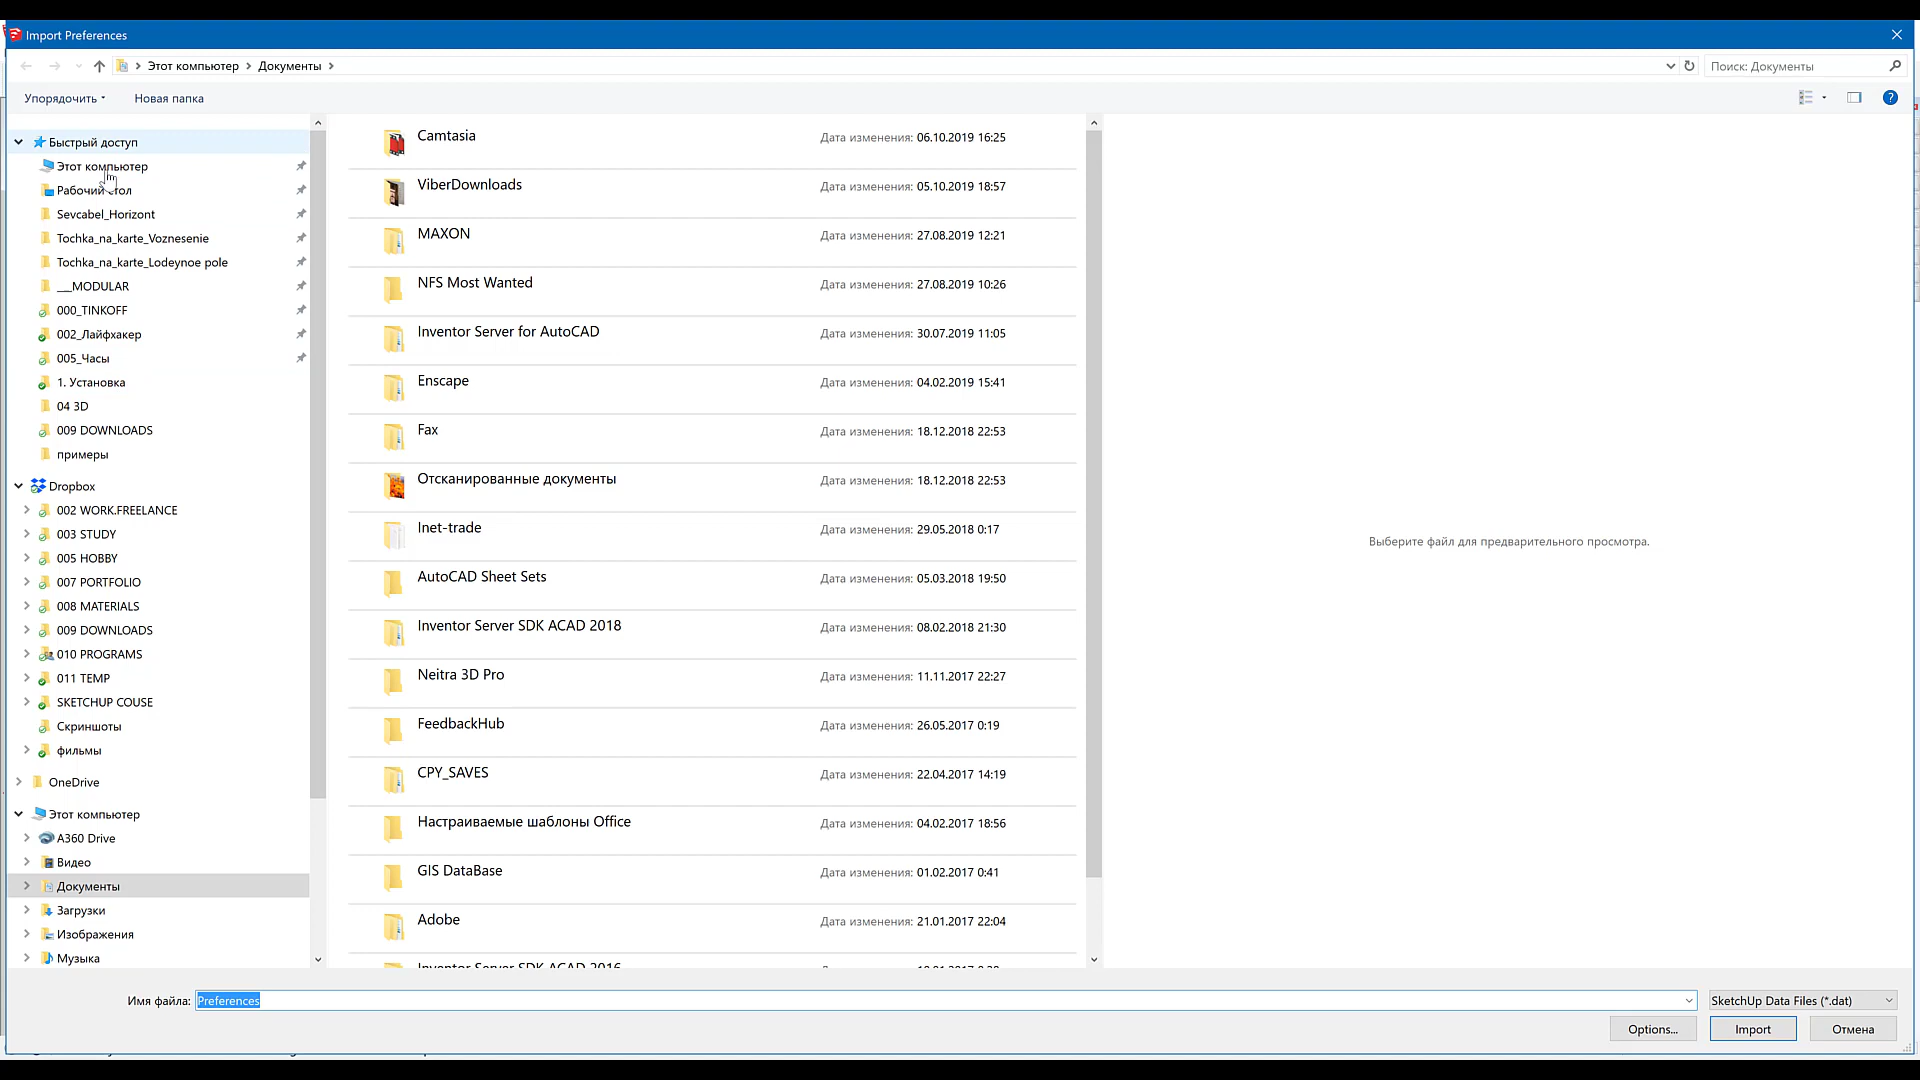 Import Preferences
Этот компьютер
Документы
Поиск: Документы
Упорядочить
Новая папка
Быстрый доступ
Этот компьютер
Рабочий стол
Sevcabel_Horizont
Tochka_na_karte_Voznesenie
Tochka_na_karte_Lodeynoe pole
___MODULAR
000_TINKOFF
002_Лайфхакер
005_Часы
1. Установка
04 3D
009 DOWNLOADS
примеры
Dropbox
002 WORK.FREELANCE
003 STUDY
005 HOBBY
007 PORTFOLIO
008 MATERIALS
009 DOWNLOADS
010 PROGRAMS
011 TEMP
SKETCHUP COUSE
Скриншоты
фильмы
OneDrive
Этот компьютер
A360 Drive
Видео
Документы
Загрузки
Изображения
Музыка
Camtasia Дата изменения: 06.10.2019 16:25
ViberDownloads Дата изменения: 05.10.2019 18:57
MAXON Дата изменения: 27.08.2019 12:21
NFS Most Wanted Дата изменения: 27.08.2019 10:26
Inventor Server for AutoCAD Дата изменения: 30.07.2019 11:05
Enscape Дата изменения: 04.02.2019 15:41
Fax Дата изменения: 18.12.2018 22:53
Отсканированные документы Дата изменения: 18.12.2018 22:53
Inet-trade Дата изменения: 29.05.2018 0:17
AutoCAD Sheet Sets Дата изменения: 05.03.2018 19:50
Inventor Server SDK ACAD 2018 Дата изменения: 08.02.2018 21:30
Neitra 3D Pro Дата изменения: 11.11.2017 22:27
FeedbackHub Дата изменения: 26.05.2017 0:19
CPY_SAVES Дата изменения: 22.04.2017 14:19
Настраиваемые шаблоны Office Дата изменения: 04.02.2017 18:56
GIS DataBase Дата изменения: 01.02.2017 0:41
Adobe Дата изменения: 21.01.2017 22:04
Inventor Server SDK ACAD 2016
Выберите файл для предварительного просмотра.
Имя файла: Preferences
SketchUp Data Files (*.dat)
Options...
Import
Отмена